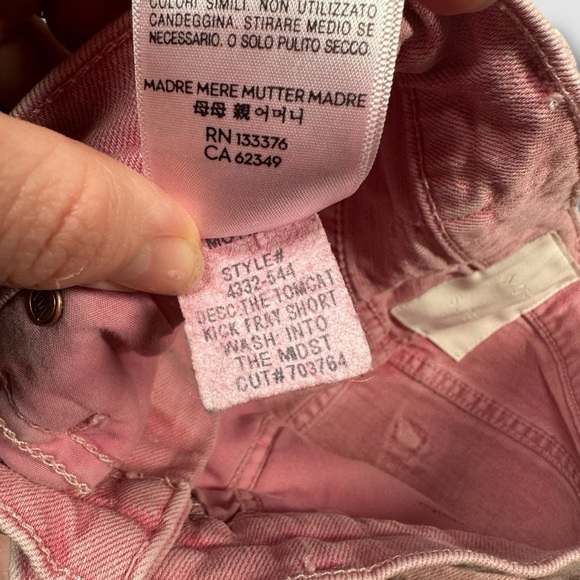 COLORI SIMILI. NON UTILIZZATO
CANDEGGINA. STIRARE MEDIO SE
NECESSARIO. O SOLO PULITO SECCO.
MADRE MERE MUTTER MADRE
母母 親 어머니
RN 133376
CA 62349
STYLE#
4332-544
DESC:THE TOMCAT
KICK FRAY SHORT
WASH: INTO
THE MIDST
CUT#703764